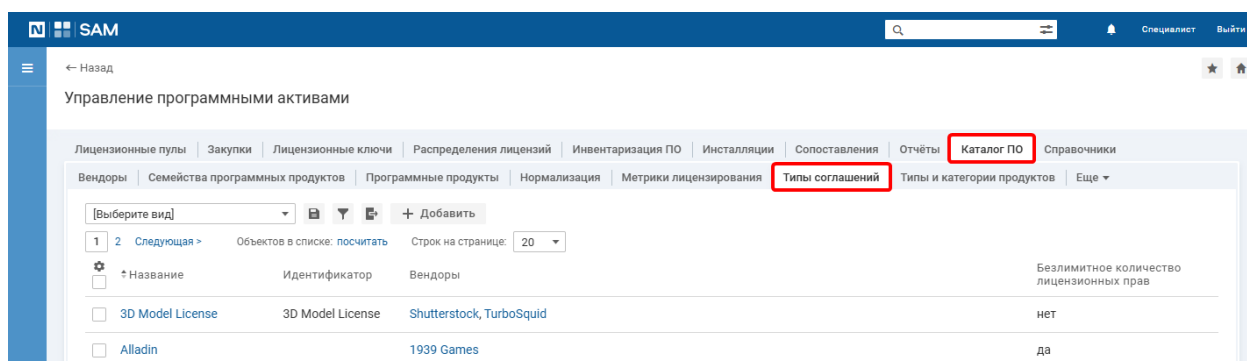 N SAM Специалист Выйти
← Назад
Управление программными активами
Лицензионные пулы Закупки Лицензионные ключи Распределения лицензий Инвентаризация ПО Инсталляции Сопоставления Отчёты Каталог ПО Справочники
Вендоры Семейства программных продуктов Программные продукты Нормализация Метрики лицензирования Типы соглашений Типы и категории продуктов Еще
[Выберите вид] + Добавить
1 2 Следующая > Объектов в списке: посчитать Строк на странице: 20
Название Идентификатор Вендоры Безлимитное количество
лицензионных прав
3D Model License 3D Model License Shutterstock, TurboSquid нет
Alladin 1939 Games да